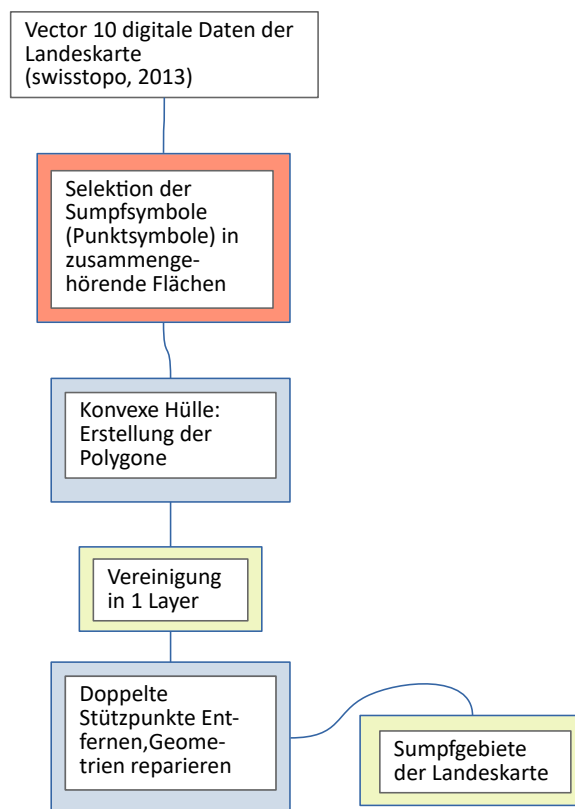 Vector 10 digitale Daten der
Landeskarte
(swisstopo, 2013)
Selektion der
Sumpfsymbole
(Punktsymbole) in
zusammenge-
hörende Flächen
Konvexe Hülle:
Erstellung der
Polygone
Vereinigung
in 1 Layer
Doppelte
Stützpunkte Ent-
fernen,Geome-
trien reparieren
Sumpfgebiete
der Landeskarte